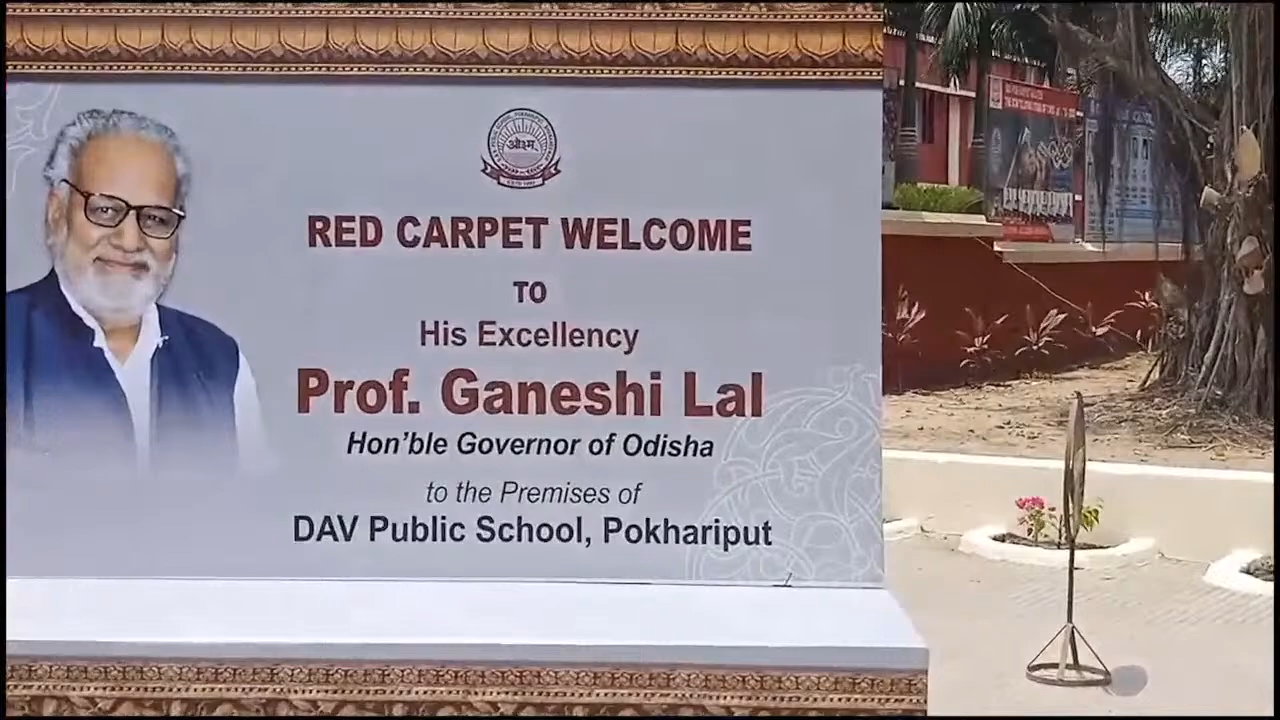 ओ३म्
RED CARPET WELCOME
TO
His Excellency
Prof. Ganeshi Lal
Hon'ble Governor of Odisha
to the Premises of
DAV Public School, Pokhariput